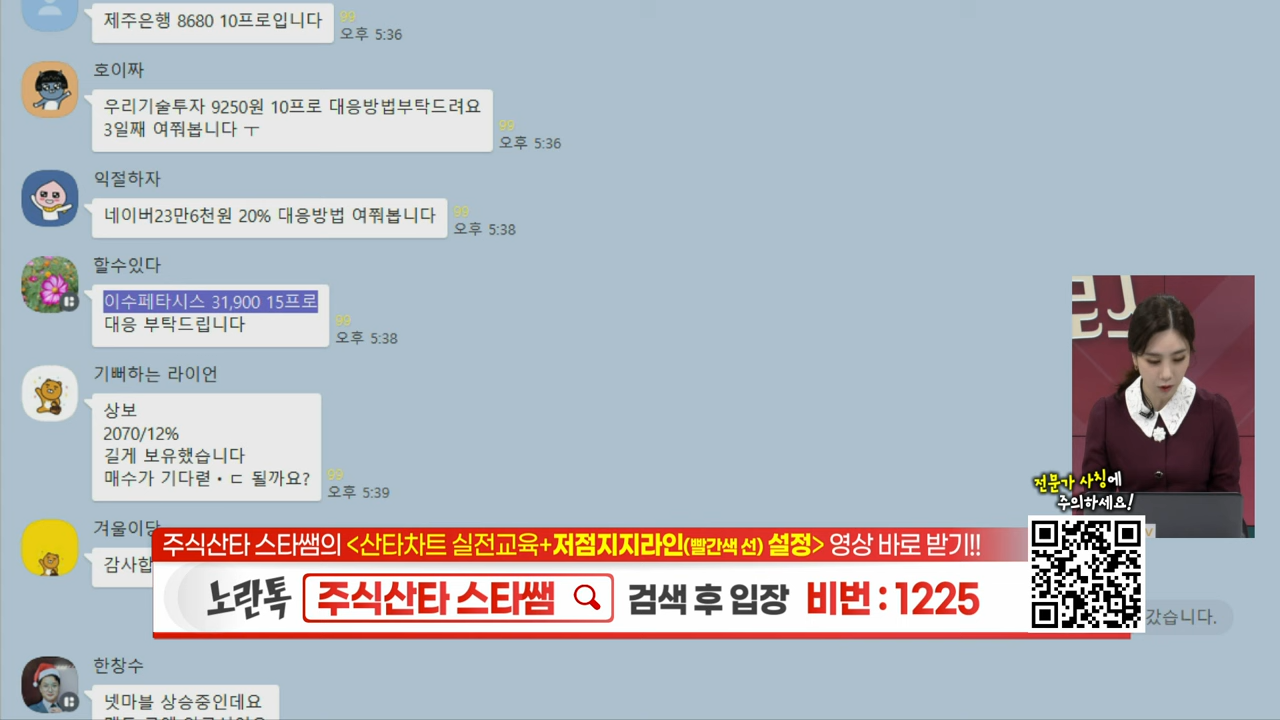 제주은행 8680 10프로입니다
99
오후 5:36
호이짜
우리기술투자 9250원 10프로 대응방법부탁드려요
3일째 여쭤봅니다 ㅜ
99
오후 5:36
익절하자
네이버23만6천원 20% 대응방법 여쭤봅니다
99
오후 5:38
할수있다
이수페타시스 31,900 15프로
대응 부탁드립니다
99
오후 5:38
기뻐하는 라이언
상보
2070/12%
길게 보유했습니다
매수가 기다렫・ㄷ 될까요?
99
오후 5:39
전문가 사칭에
주의하세요!
겨울이당
감사합
주식산타 스타쌤의 <산타차트 실전교육+저점지지라인(빨간색 선) 설정> 영상 바로 받기!!
노란톡 주식산타 스타쌤 검색 후 입장 비번 : 1225
갔습니다.
한창수
넷마블 상승중인데요